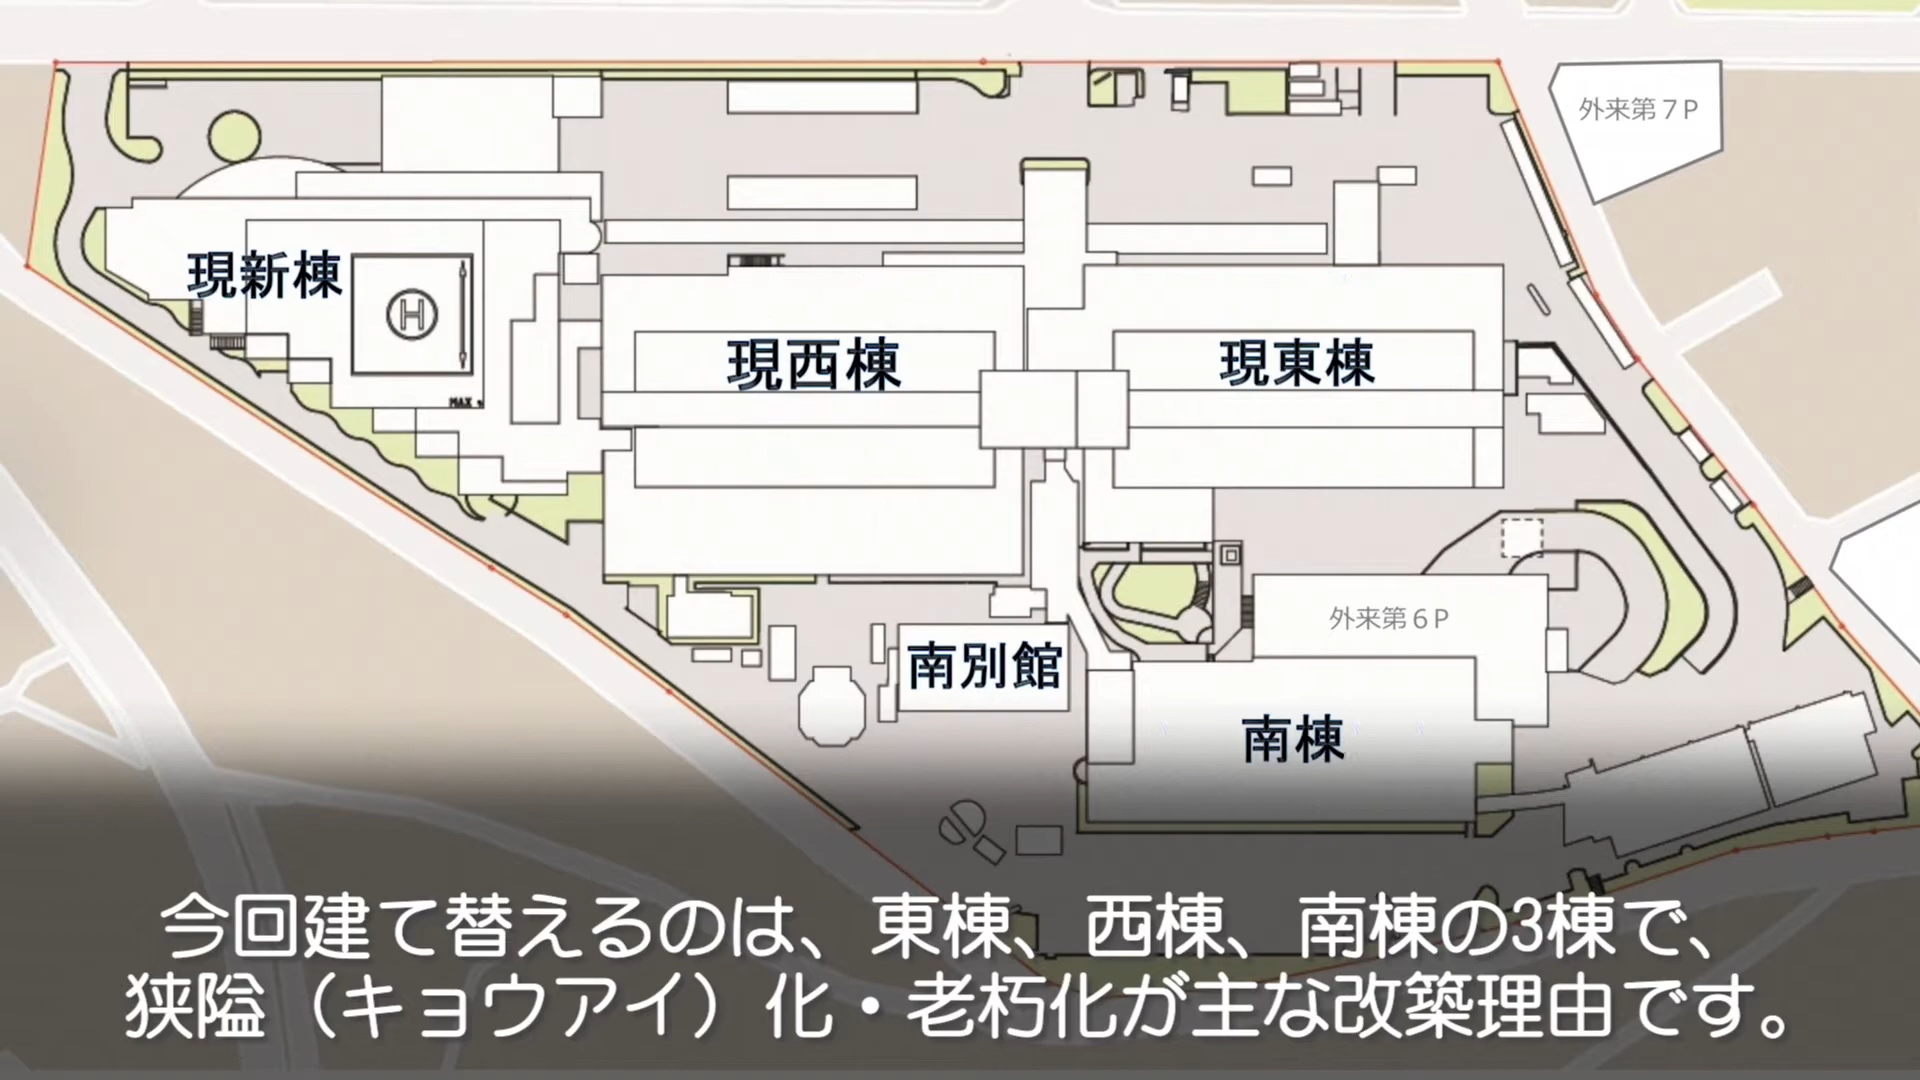 外来第７P
現新棟
H
MAX
現西棟
現東棟
外来第６P
南別館
南棟
今回建て替えるのは、東棟、西棟、南棟の3棟で、
狭隘（キョウアイ）化・老朽化が主な改築理由です。